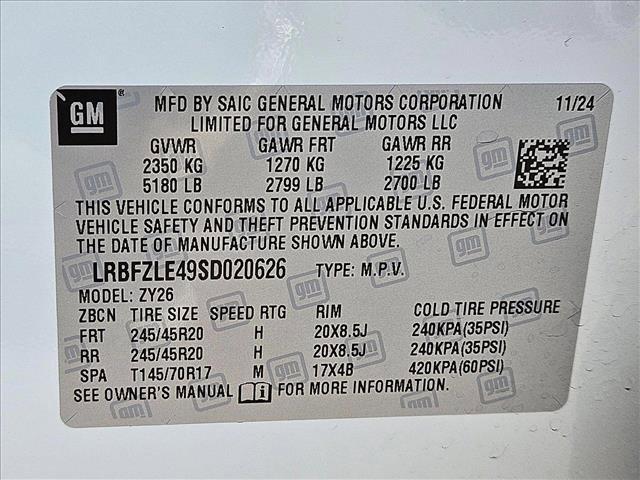 GM ® MFD BY SAIC GENERAL MOTORS CORPORATION 11/24
LIMITED FOR GENERAL MOTORS LLC
GVWR GAWR FRT GAWR RR
2350 KG 1270 KG 1225 KG
5180 LB 2799 LB 2700 LB
THIS VEHICLE CONFORMS TO ALL APPLICABLE U.S. FEDERAL MOTOR
VEHICLE SAFETY AND THEFT PREVENTION STANDARDS IN EFFECT ON
THE DATE OF MANUFACTURE SHOWN ABOVE.
LRBFZLE49SD020626 TYPE: M.P.V.
MODEL: ZY26
ZBCN TIRE SIZE SPEED RTG RIM COLD TIRE PRESSURE
FRT 245/45R20 H 20X8.5J 240KPA(35PSI)
RR 245/45R20 H 20X8.5J 240KPA(35PSI)
SPA T145/70R17 M 17X4B 420KPA(60PSI)
SEE OWNER'S MANUAL i FOR MORE INFORMATION.